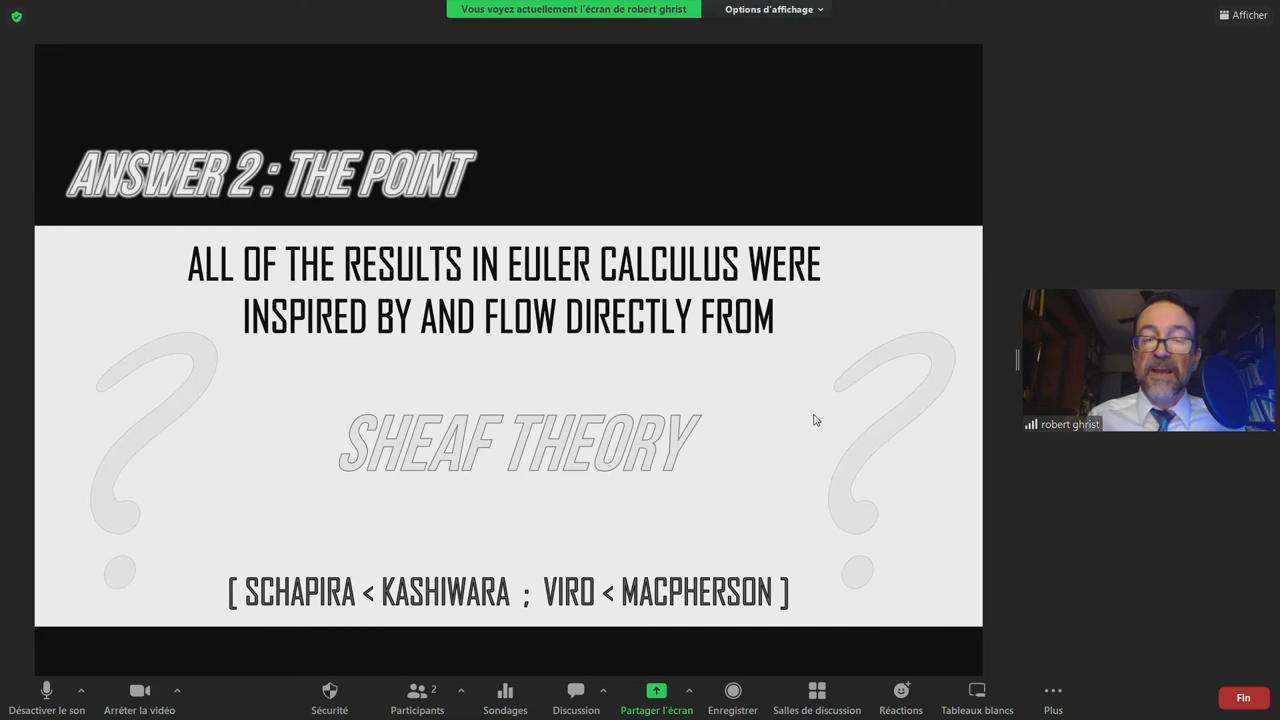 Vous voyez actuellement l'écran de robert ghrist
Options d'affichage
Afficher
ANSWER 2 : THE POINT
ALL OF THE RESULTS IN EULER CALCULUS WERE
INSPIRED BY AND FLOW DIRECTLY FROM
? ?
SHEAF THEORY
[ SCHAPIRA < KASHIWARA ; VIRO < MACPHERSON ]
robert ghrist
Désactiver le son
Arrêter la vidéo
Sécurité
Participants
2
Sondages
Discussion
Partager l'écran
Enregistrer
Salles de discussion
Réactions
Tableaux blancs
Plus
Fin